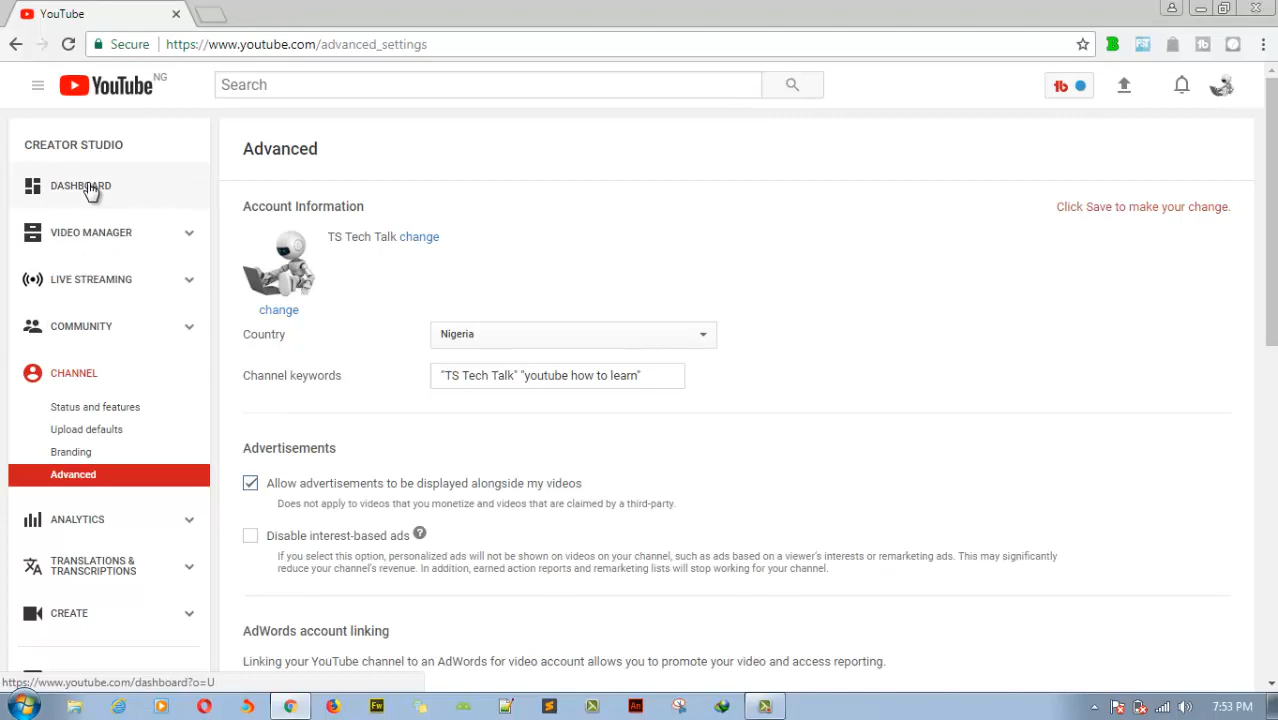 YouTube
Secure
https://www.youtube.com/advanced_settings
YouTube NG
Search
CREATOR STUDIO
DASHBOARD
VIDEO MANAGER
LIVE STREAMING
COMMUNITY
CHANNEL
Status and features
Upload defaults
Branding
Advanced
ANALYTICS
TRANSLATIONS &
TRANSCRIPTIONS
CREATE
Advanced
Account Information
Click Save to make your change.
TS Tech Talk change
change
Country
Nigeria
Channel keywords
"TS Tech Talk" "youtube how to learn"
Advertisements
Allow advertisements to be displayed alongside my videos
Does not apply to videos that you monetize and videos that are claimed by a third-party.
Disable interest-based ads
If you select this option, personalized ads will not be shown on videos on your channel, such as ads based on a viewer's interests or remarketing ads. This may significantly
reduce your channel's revenue. In addition, earned action reports and remarketing lists will stop working for your channel.
AdWords account linking
Linking your YouTube channel to an AdWords for video account allows you to promote your video and access reporting.
https://www.youtube.com/dashboard?o=U
Fw
An
7:53 PM